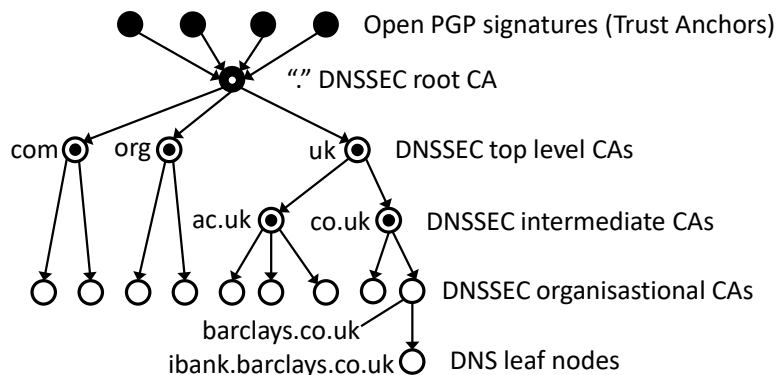 Open PGP signatures (Trust Anchors)
“.” DNSSEC root CA
com org uk DNSSEC top level CAs
ac.uk co.uk DNSSEC intermediate CAs
DNSSEC organisastional CAs
barclays.co.uk
ibank.barclays.co.uk DNS leaf nodes